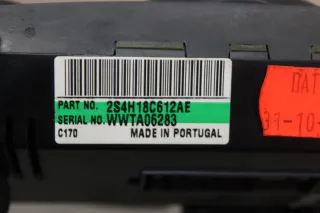 PART NO. 2S4H18C612AE
SERIAL NO. WWTA06283
C170 MADE IN PORTUGAL
DAT
31-10-